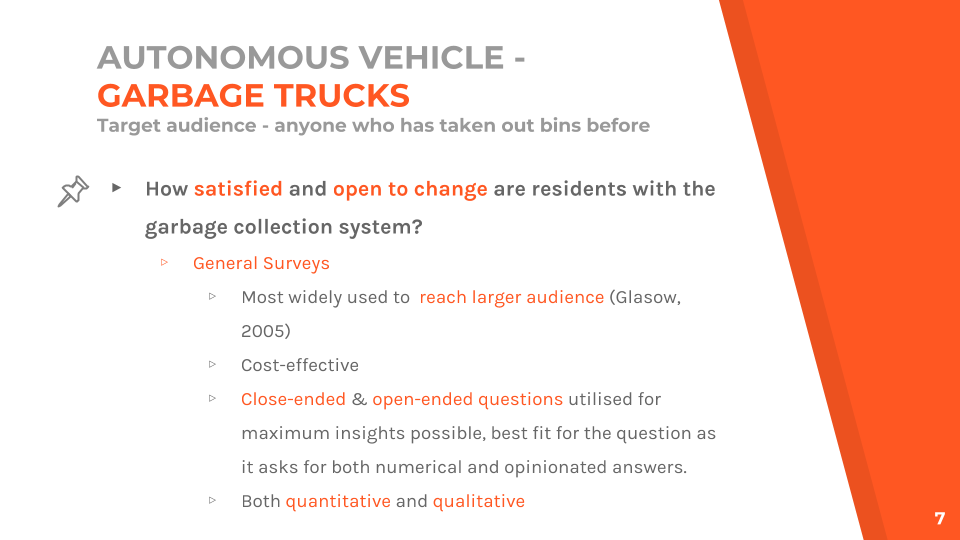 AUTONOMOUS VEHICLE -
GARBAGE TRUCKS
Target audience - anyone who has taken out bins before
How satisfied and open to change are residents with the
garbage collection system?
General Surveys
Most widely used to  reach larger audience (Glasow,
2005)
Cost-effective
Close-ended & open-ended questions utilised for
maximum insights possible, best fit for the question as
it asks for both numerical and opinionated answers.
Both quantitative and qualitative
7